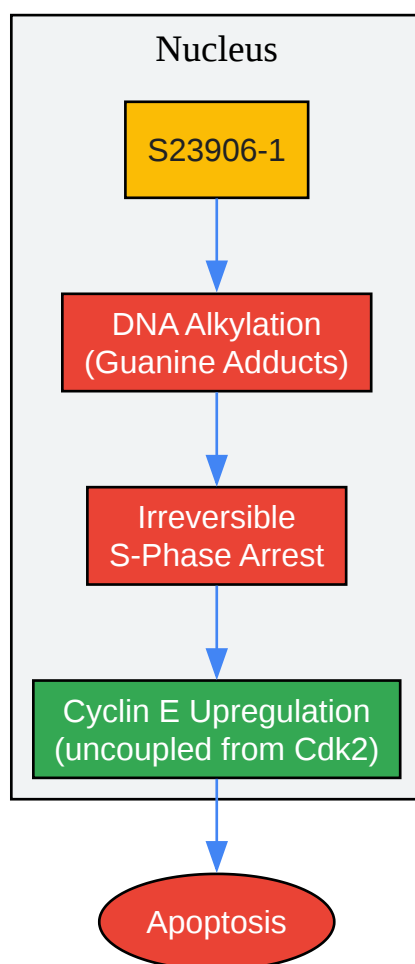 Nucleus
S23906-1
DNA Alkylation
(Guanine Adducts)
Irreversible
S-Phase Arrest
Cyclin E Upregulation
(uncoupled from Cdk2)
Apoptosis